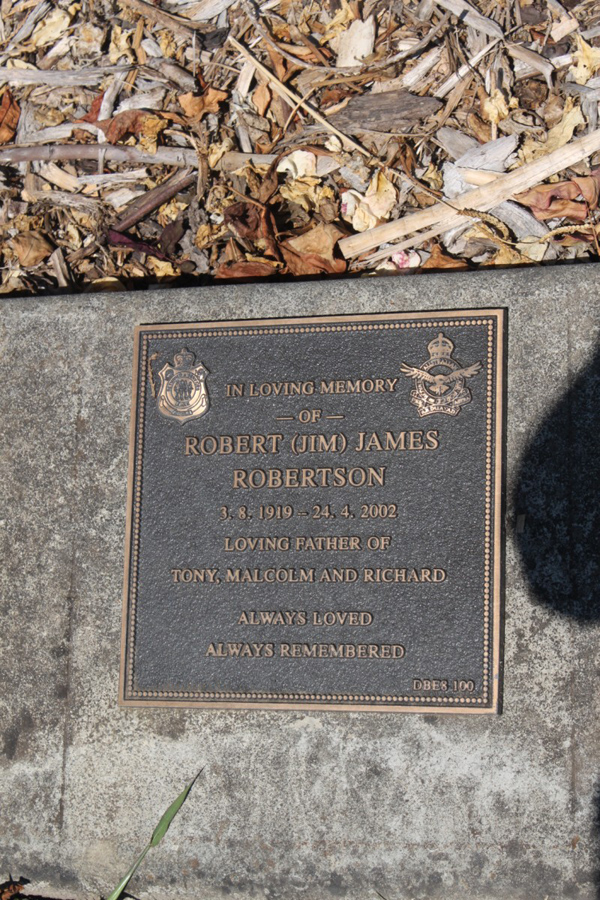 IN LOVING MEMORY
— OF —
ROBERT (JIM) JAMES
ROBERTSON
3. 8. 1919 – 24. 4. 2002
LOVING FATHER OF
TONY, MALCOLM AND RICHARD
ALWAYS LOVED
ALWAYS REMEMBERED
DBE8.100.